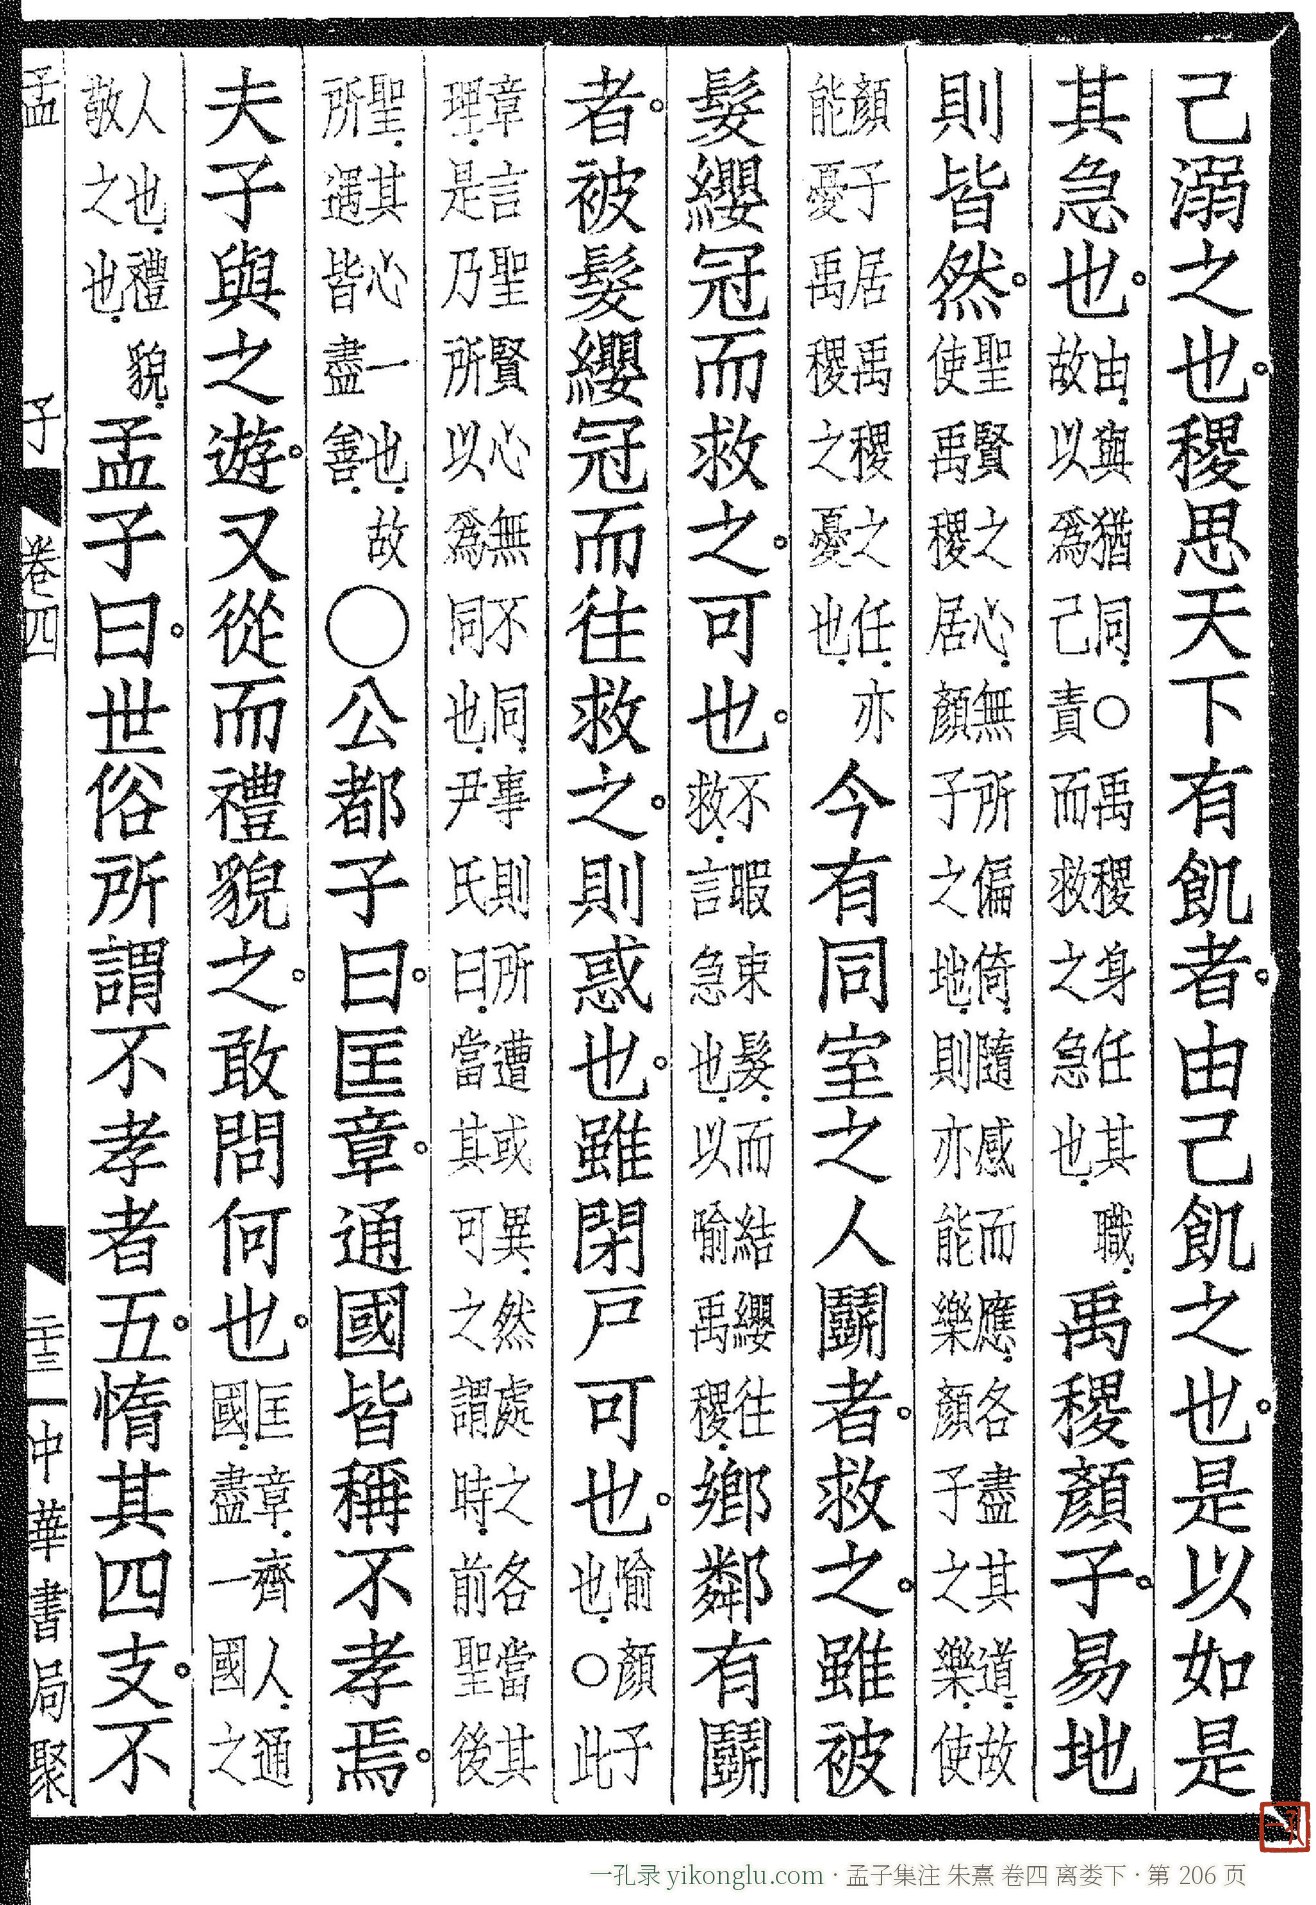 己溺之也。稷思天下有飢者。由己飢之也。是以如是
其急也。由、與猶同、○禹稷身任其職、故以爲己責而救之急也、禹稷顏子。易地
則皆然。聖賢之心、無所偏倚、隨感而應、各盡其道、故使禹稷居顏子之地、則亦能樂顏子之樂、使
顏子居禹稷之任、亦能憂禹稷之憂也、今有同室之人鬭者。救之。雖被
髮纓冠而救之。可也。不暇束髮、而結纓往救、言急也、以喻禹稷、鄉鄰有鬭
者。被髮纓冠而往救之。則惑也。雖閉戶可也。喻顏子也、○此
章言聖賢心無不同、事則所遭或異、然處之各當其理、是乃所以爲同也、尹氏曰、當其可之謂時、前聖後
聖、其心一也、故所遇皆盡善、○公都子曰。匡章。通國皆稱不孝焉。
夫子與之遊。又從而禮貌之。敢問何也。匡章、齊人、通國、盡一國之
人也、禮貌、敬之也、孟子曰。世俗所謂不孝者五。惰其四支。不
孟子 卷四 二十三 中華書局聚
一孔录 yikonglu.com · 孟子集注 朱熹 卷四 离娄下 · 第 206 页